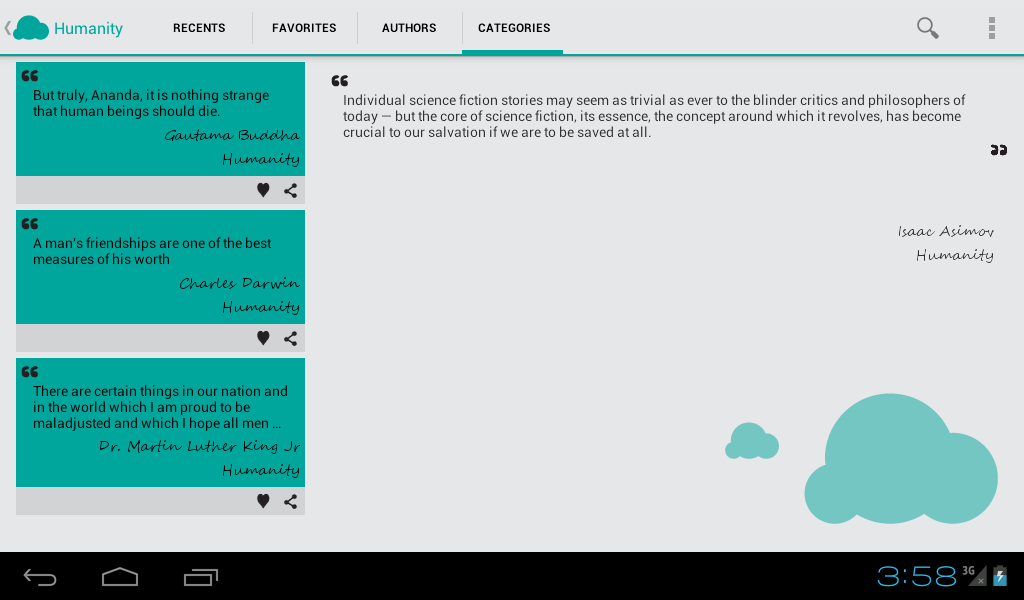 Humanity
RECENTS
FAVORITES
AUTHORS
CATEGORIES
“
But truly, Ananda, it is nothing strange
that human beings should die.
Gautama Buddha
Humanity
“
A man's friendships are one of the best
measures of his worth
Charles Darwin
Humanity
“
There are certain things in our nation and
in the world which I am proud to be
maladjusted and which I hope all men ...
Dr. Martin Luther King Jr
Humanity
“
Individual science fiction stories may seem as trivial as ever to the blinder critics and philosophers of
today — but the core of science fiction, its essence, the concept around which it revolves, has become
crucial to our salvation if we are to be saved at all.
”
Isaac Asimov
Humanity
3:58
3G